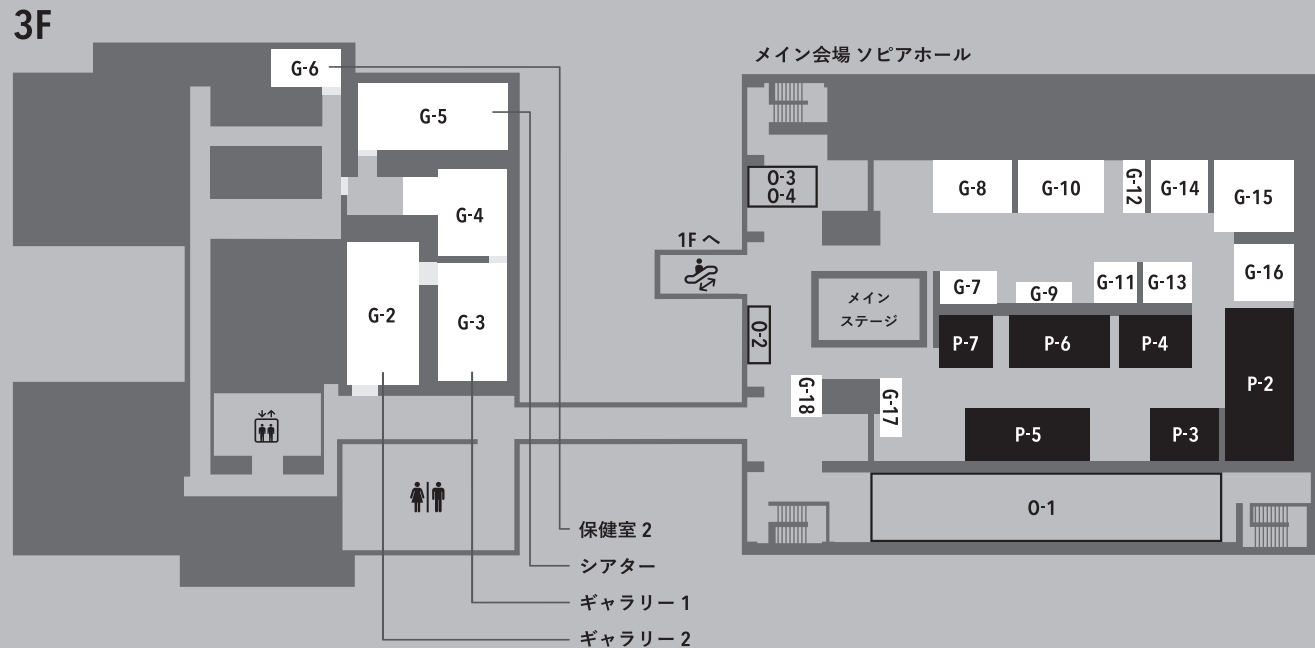 3F
メイン会場 ソピアホール
G-6
G-5
G-4
G-2
G-3
保健室 2
シアター
ギャラリー 1
ギャラリー 2
1F へ
O-3
O-4
O-2
メイン
ステージ
G-8
G-10
G-12
G-14
G-15
G-16
G-7
G-9
G-11
G-13
P-7
P-6
P-4
P-2
G-18
G-17
P-5
P-3
O-1